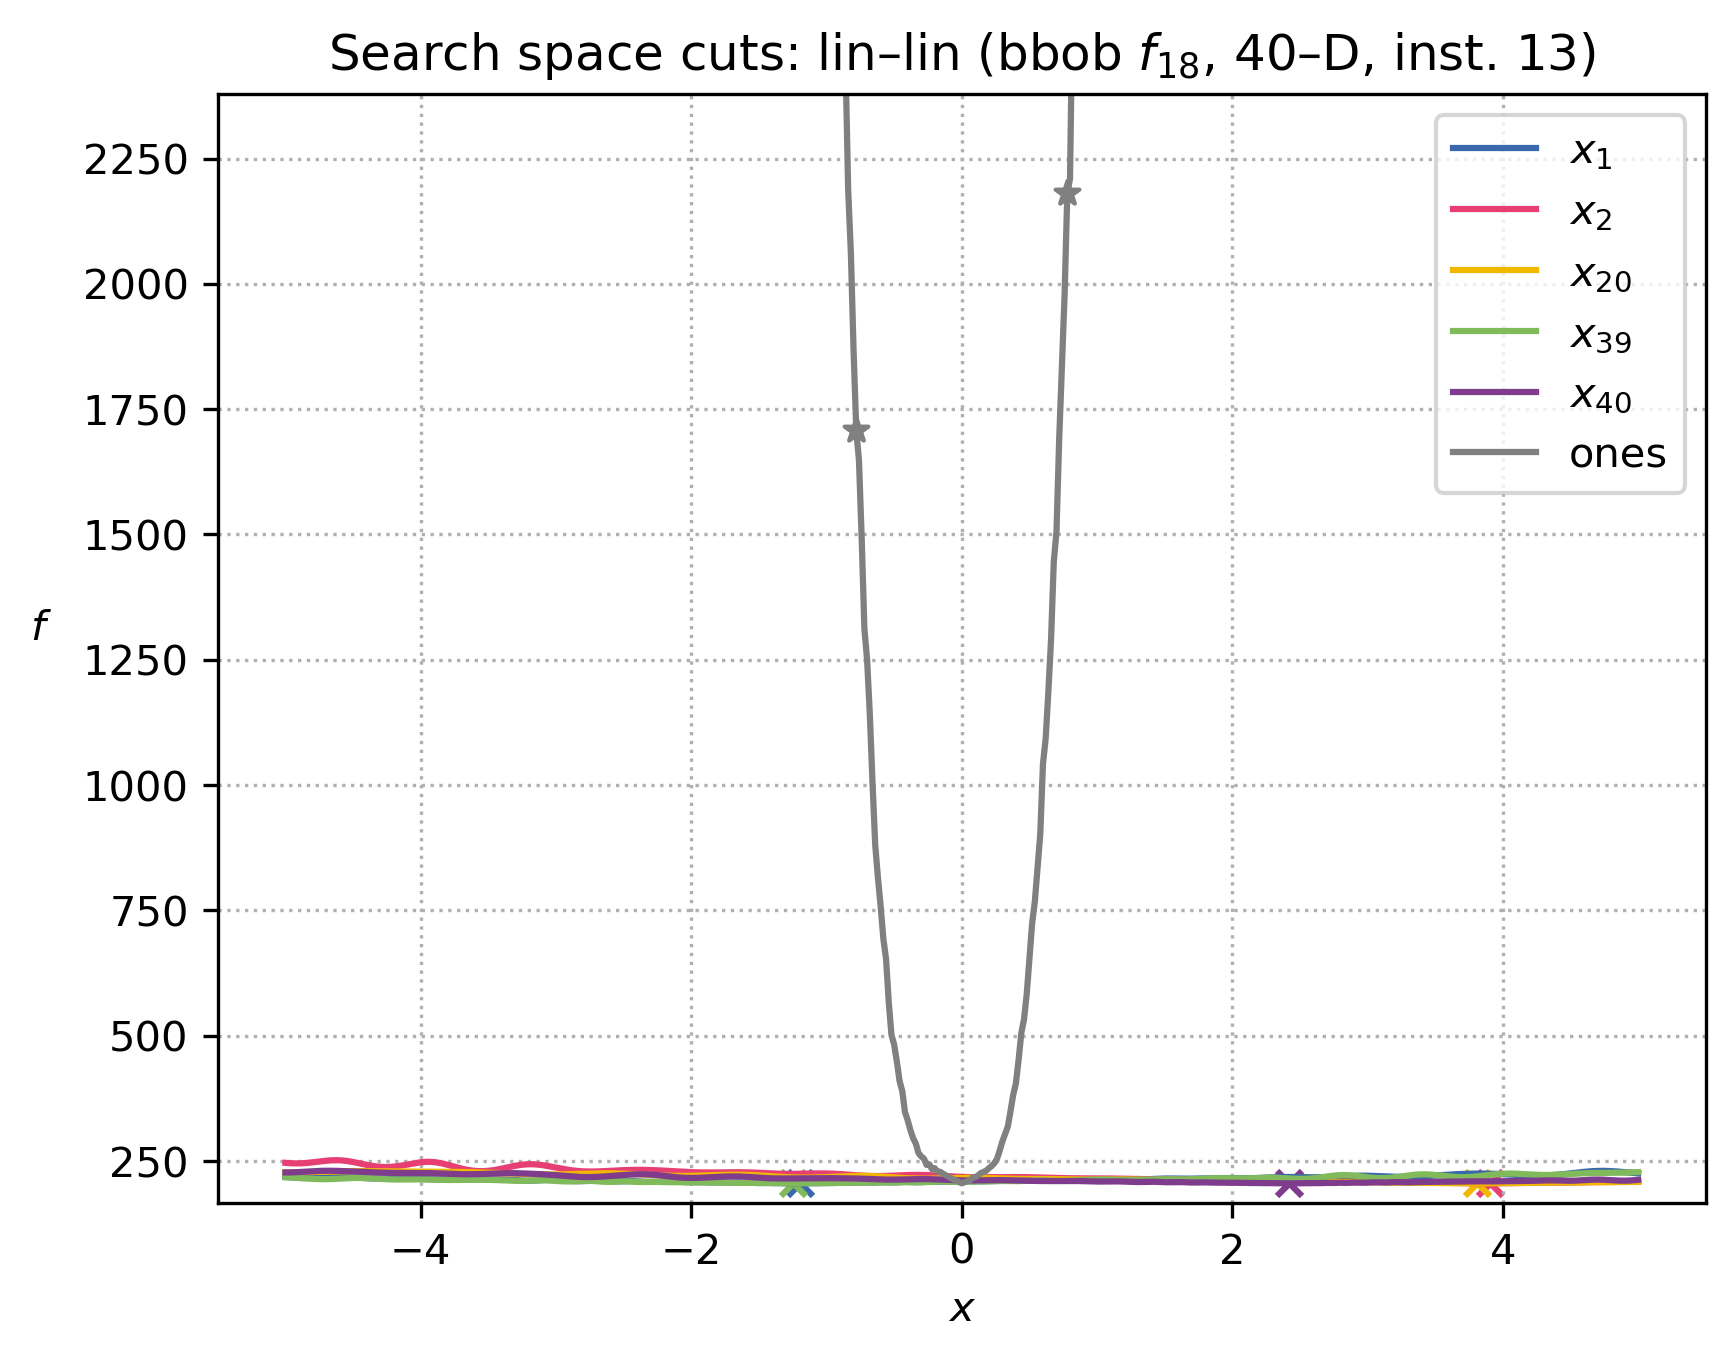 Search space cuts: lin–lin (bbob f₁₈, 40–D, inst. 13)
x₁
x₂
x₂₀
x₃₉
x₄₀
ones
2250
2000
1750
1500
1250
1000
750
500
250
f
−4
−2
0
2
4
x